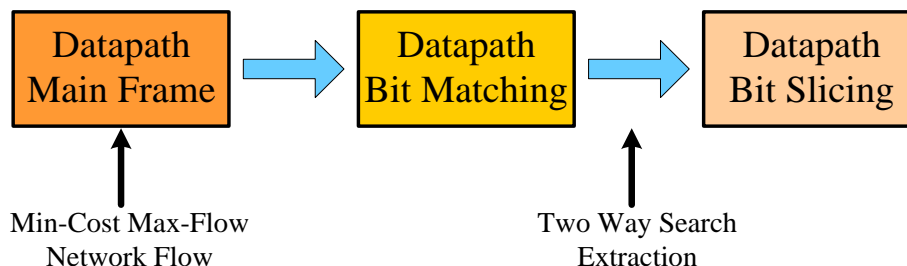 Datapath
Main Frame
Datapath
Bit Matching
Datapath
Bit Slicing
Min-Cost Max-Flow
Network Flow
Two Way Search
Extraction